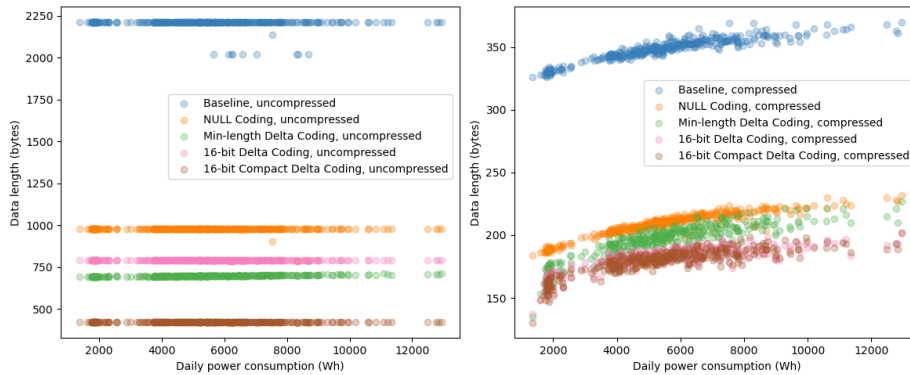 2250
2000
1750
1500
1250
1000
750
500
Data length (bytes)
Baseline, uncompressed
NULL Coding, uncompressed
Min-length Delta Coding, uncompressed
16-bit Delta Coding, uncompressed
16-bit Compact Delta Coding, uncompressed
2000 4000 6000 8000 10000 12000
Daily power consumption (Wh)
350
300
250
200
150
Data length (bytes)
Baseline, compressed
NULL Coding, compressed
Min-length Delta Coding, compressed
16-bit Delta Coding, compressed
16-bit Compact Delta Coding, compressed
2000 4000 6000 8000 10000 12000
Daily power consumption (Wh)